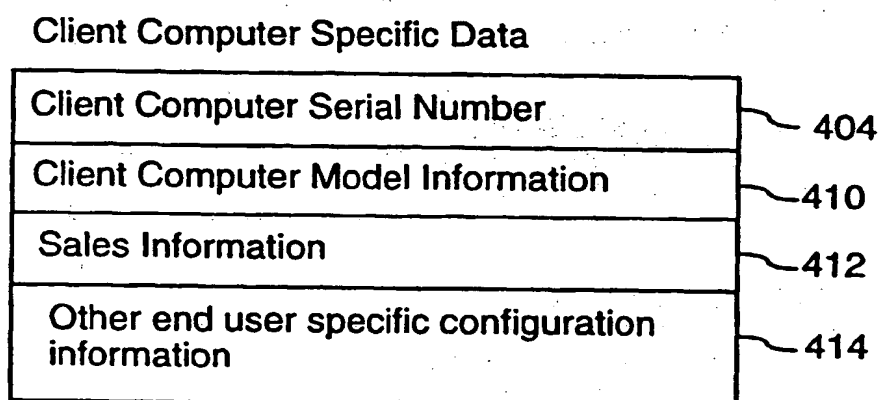 Client Computer Specific Data
Client Computer Serial Number
404
Client Computer Model Information
410
Sales Information
412
Other end user specific configuration
information
414